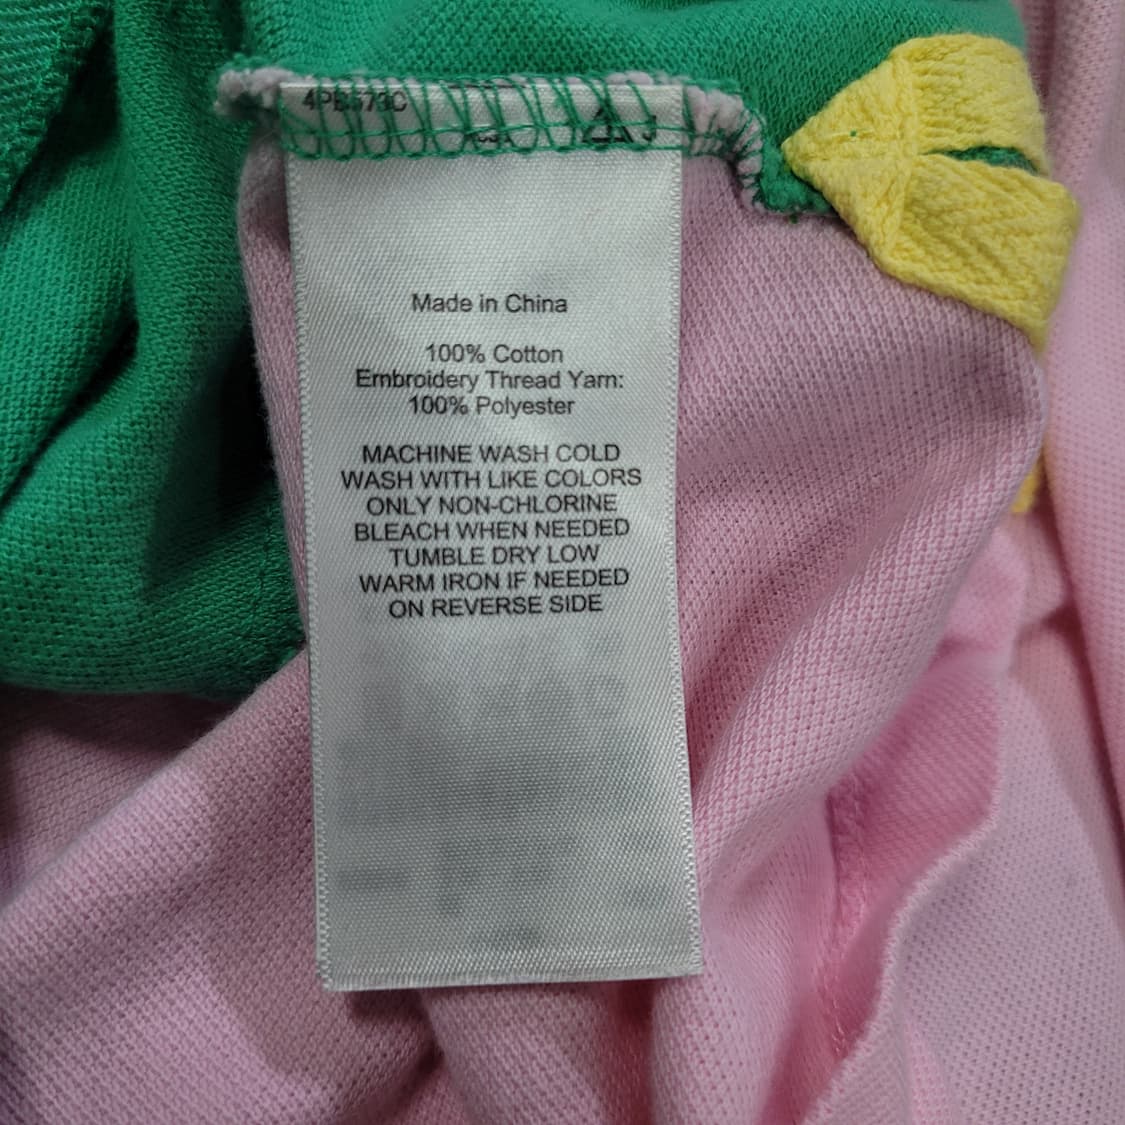 Made in China
100% Cotton
Embroidery Thread Yarn:
100% Polyester
MACHINE WASH COLD
WASH WITH LIKE COLORS
ONLY NON-CHLORINE
BLEACH WHEN NEEDED
TUMBLE DRY LOW
WARM IRON IF NEEDED
ON REVERSE SIDE